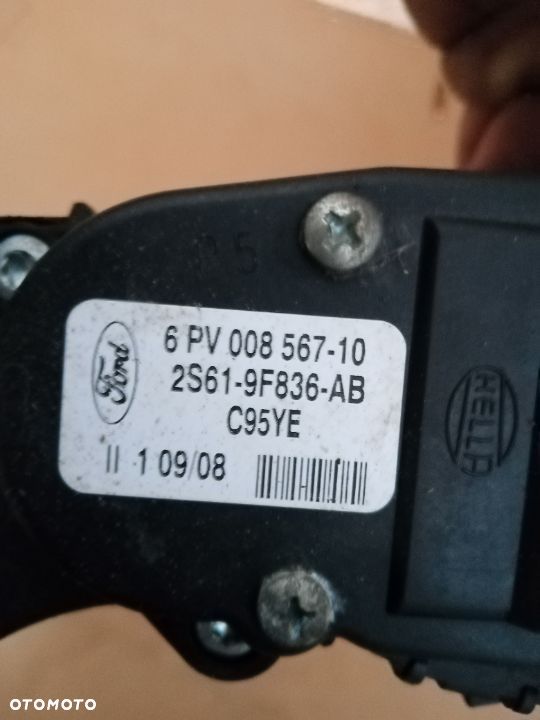 6 PV 008 567-10
Ford
2S61-9F836-AB
C95YE
II 1 09/08
HELLA
OTOMOTO